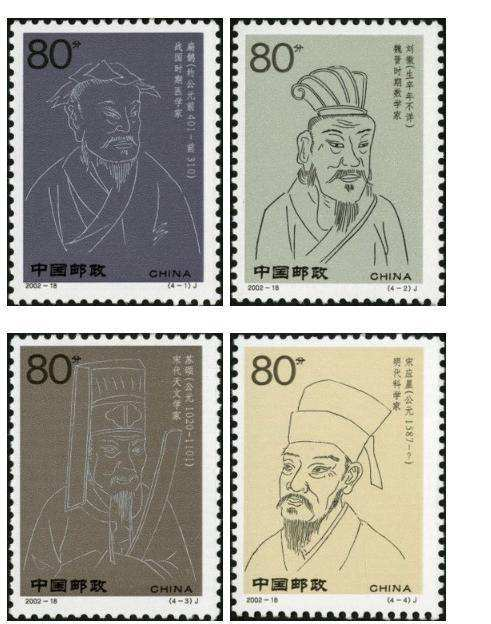 80分
扁鹊(约公元前401-前310)
战国时期医学家
中国邮政 CHINA
2002-18 (4-1)J
80分
刘徽(生卒年不详)
魏晋时期数学家
中国邮政 CHINA
2002-18 (4-2)J
80分
苏颂(公元1020-1101)
宋代天文学家
中国邮政 CHINA
2002-18 (4-3)J
80分
宋应星(公元1587-?)
明代科学家
中国邮政 CHINA
2002-18 (4-4)J